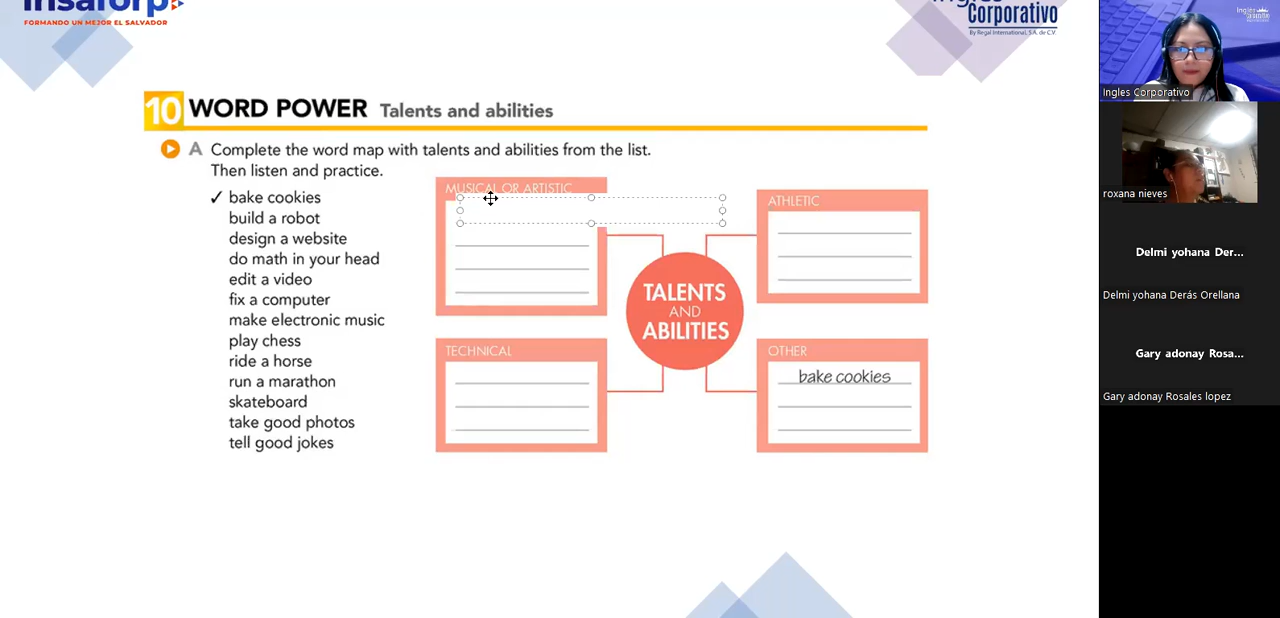 insaforp
FORMANDO UN MEJOR EL SALVADOR
Corporativo
By Regal International, S.A. de C.V.
10 WORD POWER Talents and abilities
A Complete the word map with talents and abilities from the list.
Then listen and practice.
✓ bake cookies
build a robot
design a website
do math in your head
edit a video
fix a computer
make electronic music
play chess
ride a horse
run a marathon
skateboard
take good photos
tell good jokes
MUSICAL OR ARTISTIC
ATHLETIC
TALENTS
AND
ABILITIES
TECHNICAL
OTHER
bake cookies
Ingles Corporativo
roxana nieves
Delmi yohana Der...
Delmi yohana Derás Orellana
Gary adonay Rosa...
Gary adonay Rosales lopez